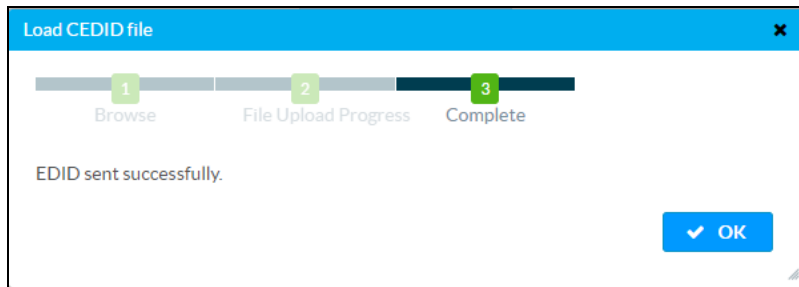 Load CEDID file
1 2 3
Browse File Upload Progress Complete
EDID sent successfully.
OK